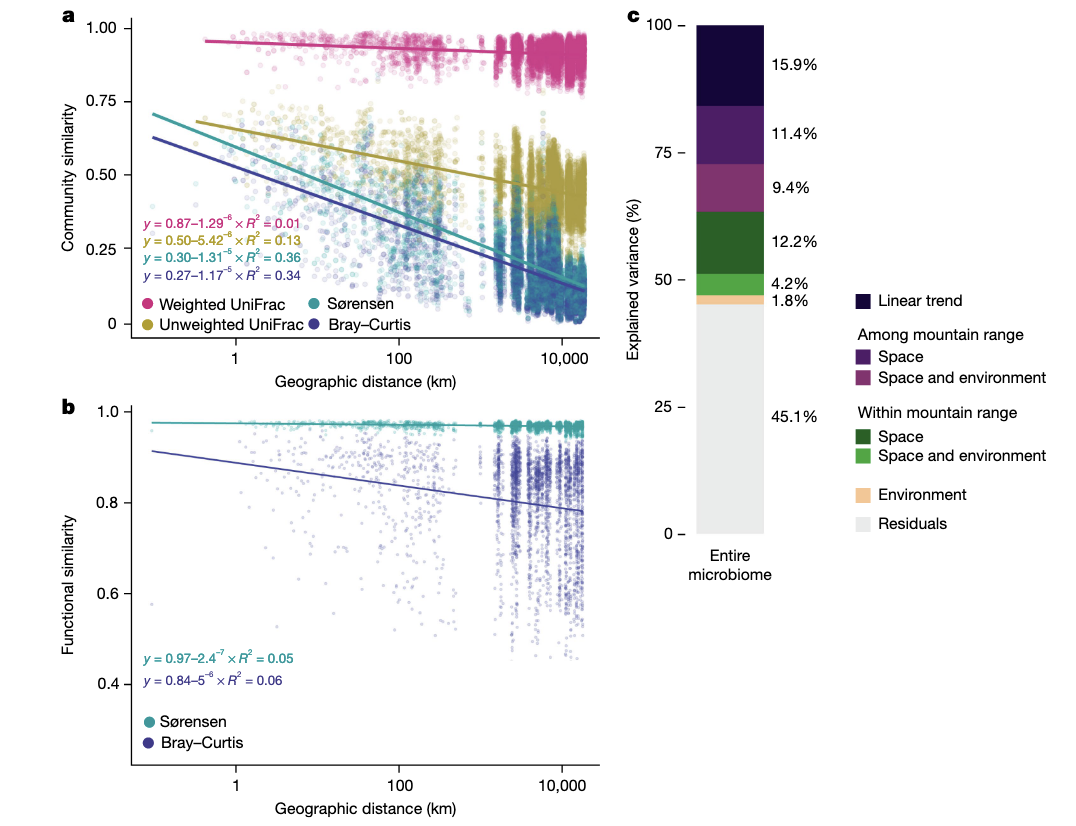 a
1.00
0.75
0.50
0.25
0
Community similarity
y = 0.87–1.29⁻⁶ × R² = 0.01
y = 0.50–5.42⁻⁶ × R² = 0.13
y = 0.30–1.31⁻⁵ × R² = 0.36
y = 0.27–1.17⁻⁵ × R² = 0.34
Weighted UniFrac
Sørensen
Unweighted UniFrac
Bray–Curtis
1
100
10,000
Geographic distance (km)
b
1.0
0.8
0.6
0.4
Functional similarity
y = 0.97–2.4⁻⁷ × R² = 0.05
y = 0.84–5⁻⁶ × R² = 0.06
Sørensen
Bray–Curtis
1
100
10,000
Geographic distance (km)
c
100
75
50
25
0
Explained variance (%)
15.9%
11.4%
9.4%
12.2%
4.2%
1.8%
45.1%
Entire
microbiome
Linear trend
Among mountain range
Space
Space and environment
Within mountain range
Space
Space and environment
Environment
Residuals